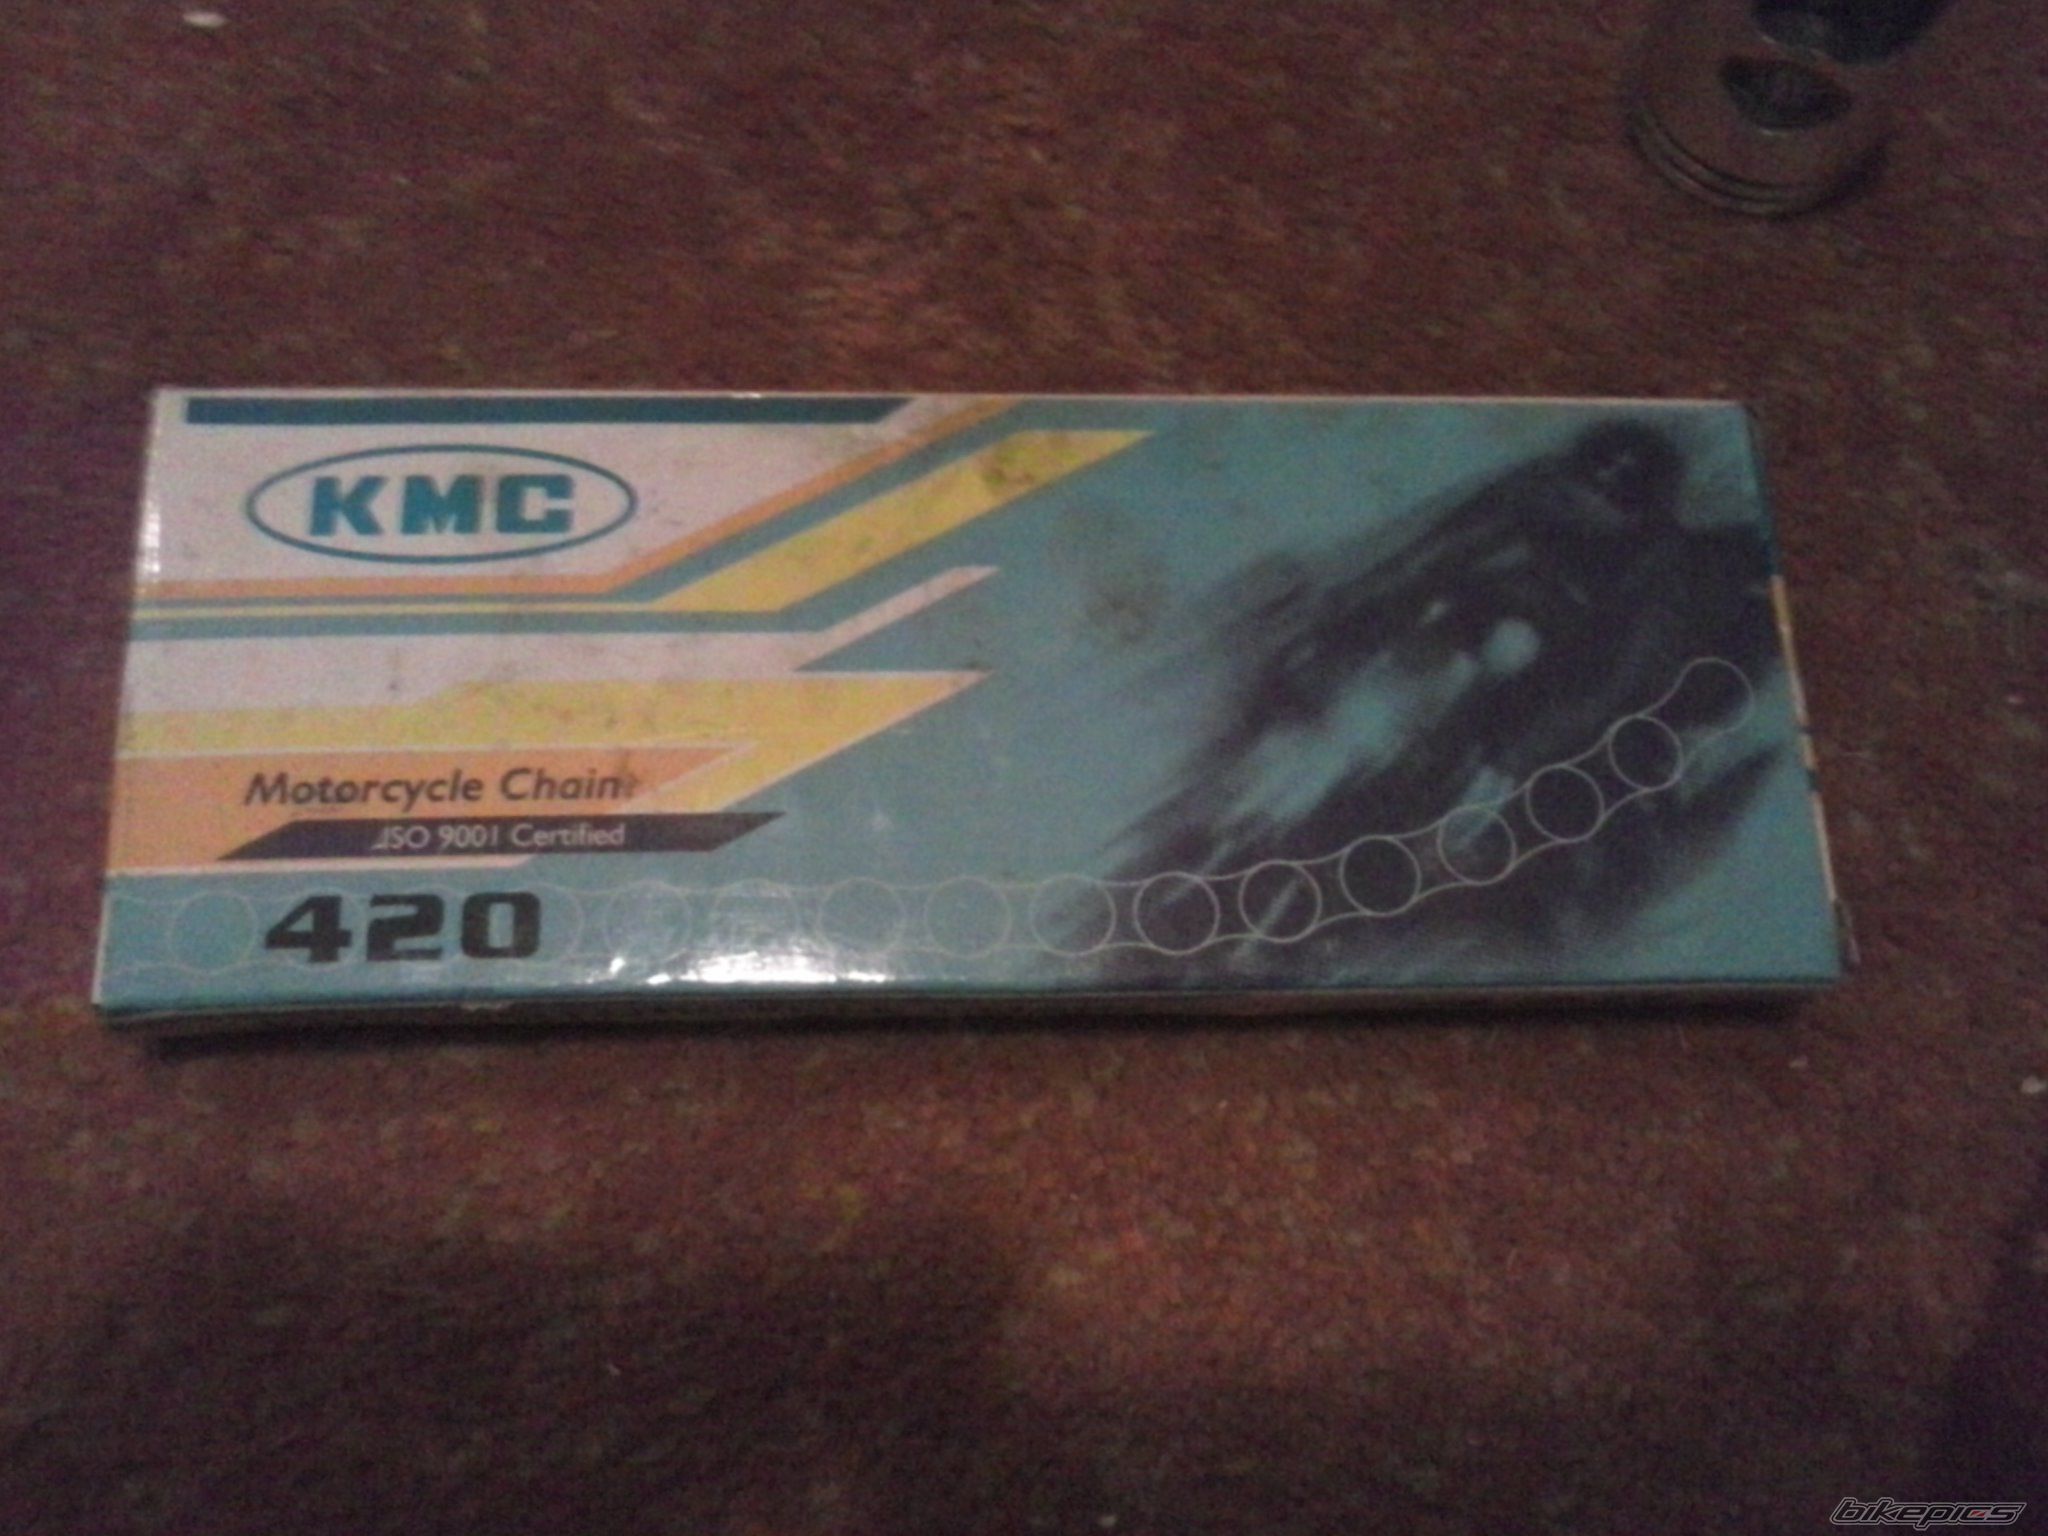 KMC
Motorcycle Chain
ISO 9001 Certified
420
bikepics